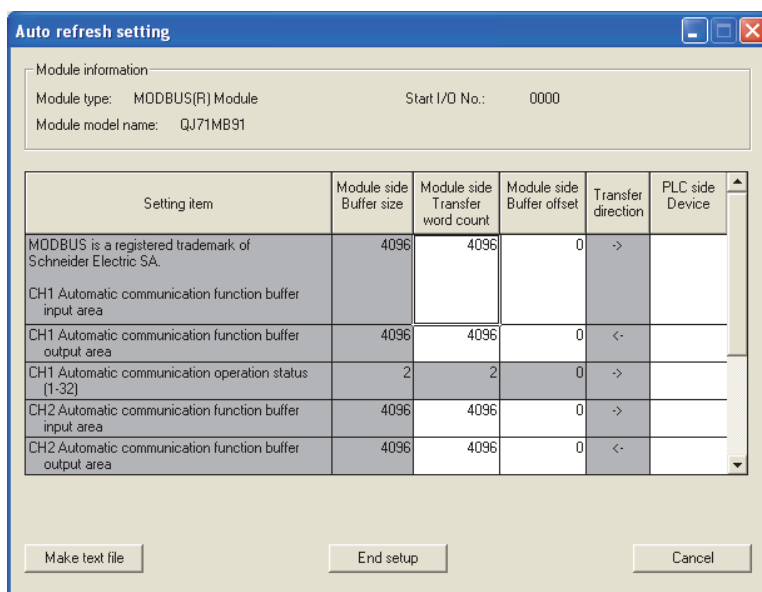 Auto refresh setting
Module information
Module type: MODBUS(R) Module Start I/O No.: 0000
Module model name: QJ71MB91
Setting item
Module side Buffer size
Module side Transfer word count
Module side Buffer offset
Transfer direction
PLC side Device
MODBUS is a registered trademark of
Schneider Electric SA.
CH1 Automatic communication function buffer
input area
4096 4096 0 ->
CH1 Automatic communication function buffer
output area
4096 4096 0 <-
CH1 Automatic communication operation status
(1-32)
2 2 0 ->
CH2 Automatic communication function buffer
input area
4096 4096 0 ->
CH2 Automatic communication function buffer
output area
4096 4096 0 <-
Make text file End setup Cancel